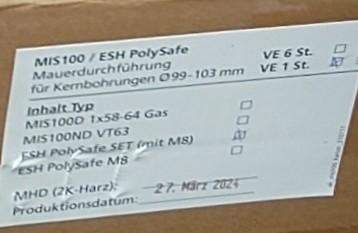 MIS100 / ESH PolySafe
Mauerdurchführung VE 6 St. ☐
für Kernbohrungen Ø99-103 mm VE 1 St. ☒
Inhalt Typ
MIS100D 1x58-64 Gas ☐
MIS100ND VT63 ☐
ESH PolySafe SET (mit M8) ☒
ESH PolySafe M8 ☐
MHD (2K-Harz): 27. März 2024
Produktionsdatum: